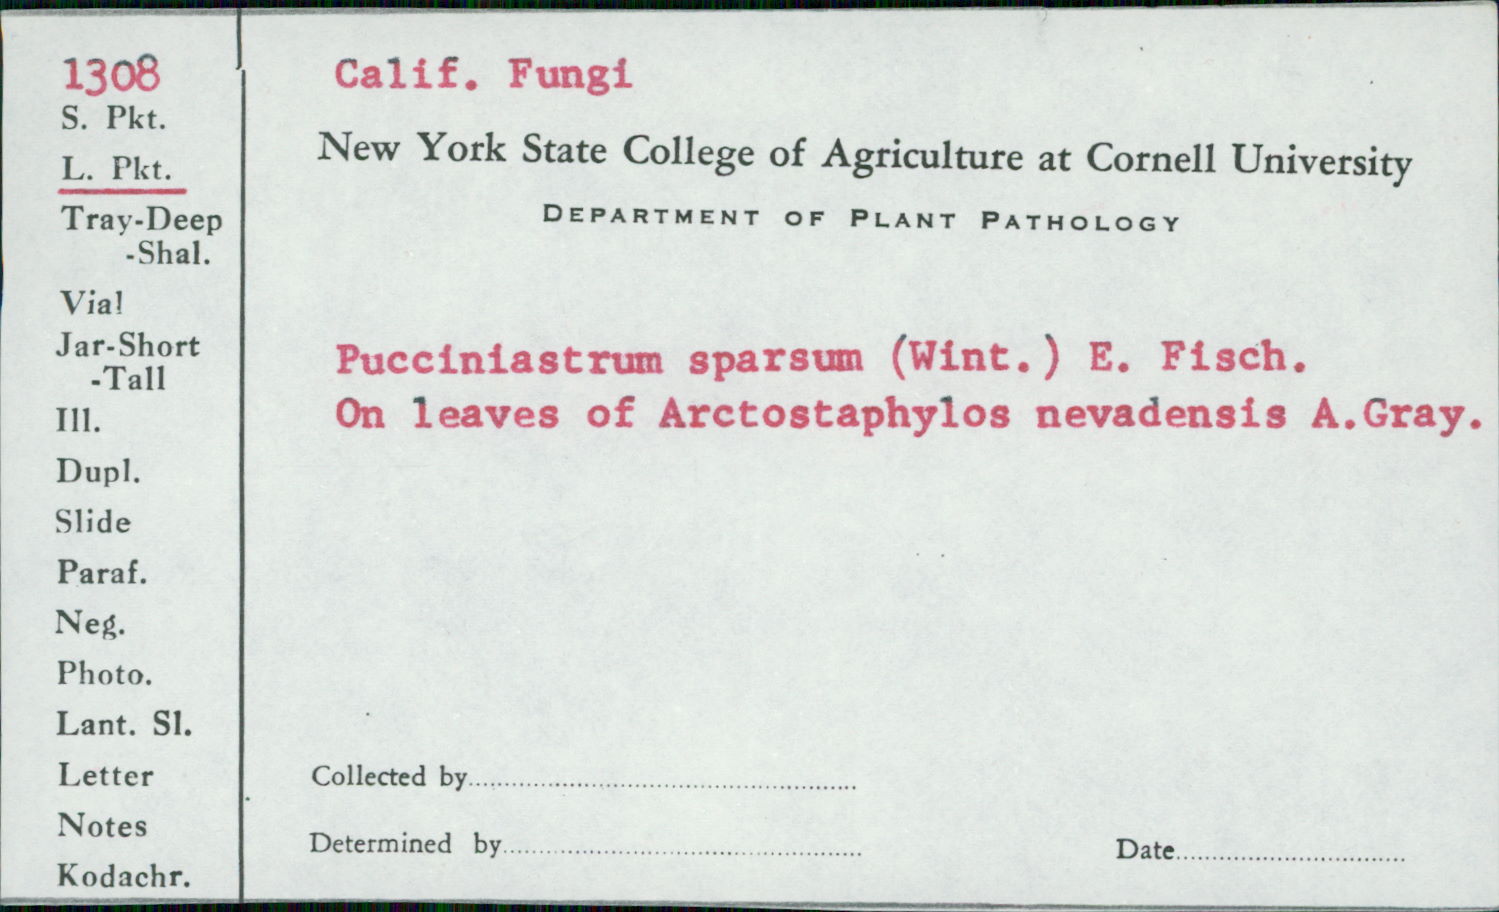 1308
S. Pkt.
L. Pkt.
Tray-Deep
-Shal.
Vial
Jar-Short
-Tall
Ill.
Dupl.
Slide
Paraf.
Neg.
Photo.
Lant. Sl.
Letter
Notes
Kodachr.
Calif. Fungi
New York State College of Agriculture at Cornell University
DEPARTMENT OF PLANT PATHOLOGY
Pucciniastrum sparsum (Wint.) E. Fisch.
On leaves of Arctostaphylos nevadensis A.Gray.
Collected by
Determined by
Date